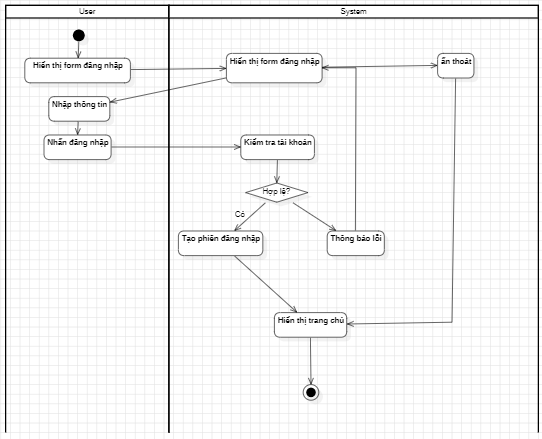 User
System
Hiển thị form đăng nhập
Hiển thị form đăng nhập
ấn thoát
Nhập thông tin
Nhấn đăng nhập
Kiểm tra tài khoản
Hợp lệ?
Có
Tạo phiên đăng nhập
Thông báo lỗi
Hiển thị trang chủ